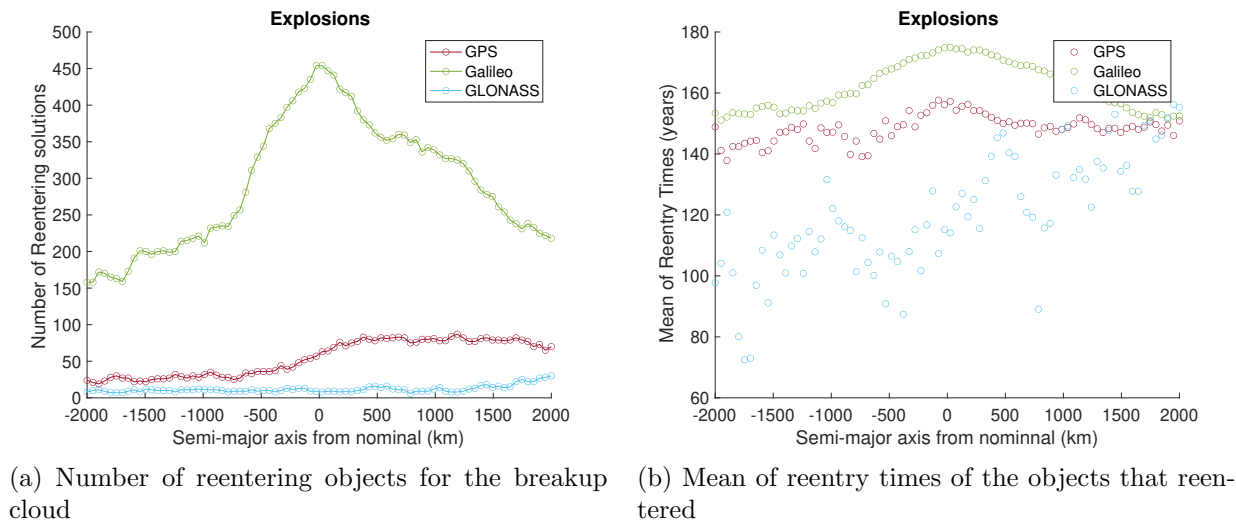 Explosions
500
450
400
350
300
250
200
150
100
50
0
Number of Reentering solutions
GPS
Galileo
GLONASS
-2000 -1500 -1000 -500 0 500 1000 1500 2000
Semi-major axis from nominal (km)
(a) Number of reentering objects for the breakup
cloud
Explosions
180
160
140
120
100
80
60
Mean of Reentry Times (years)
GPS
Galileo
GLONASS
-2000 -1500 -1000 -500 0 500 1000 1500 2000
Semi-major axis from nominnal (km)
(b) Mean of reentry times of the objects that reen-
tered